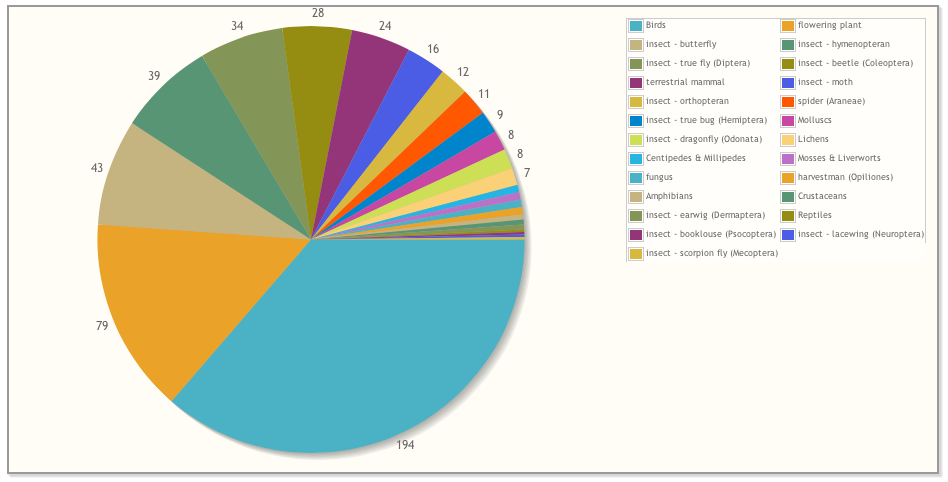 28
34
24
16
39
12
11
9
8
8
7
43
79
194
Birds
flowering plant
insect - butterfly
insect - hymenopteran
insect - true fly (Diptera)
insect - beetle (Coleoptera)
terrestrial mammal
insect - moth
insect - orthopteran
spider (Araneae)
insect - true bug (Hemiptera)
Molluscs
insect - dragonfly (Odonata)
Lichens
Centipedes & Millipedes
Mosses & Liverworts
fungus
harvestman (Opiliones)
Amphibians
Crustaceans
insect - earwig (Dermaptera)
Reptiles
insect - booklouse (Psocoptera)
insect - lacewing (Neuroptera)
insect - scorpion fly (Mecoptera)